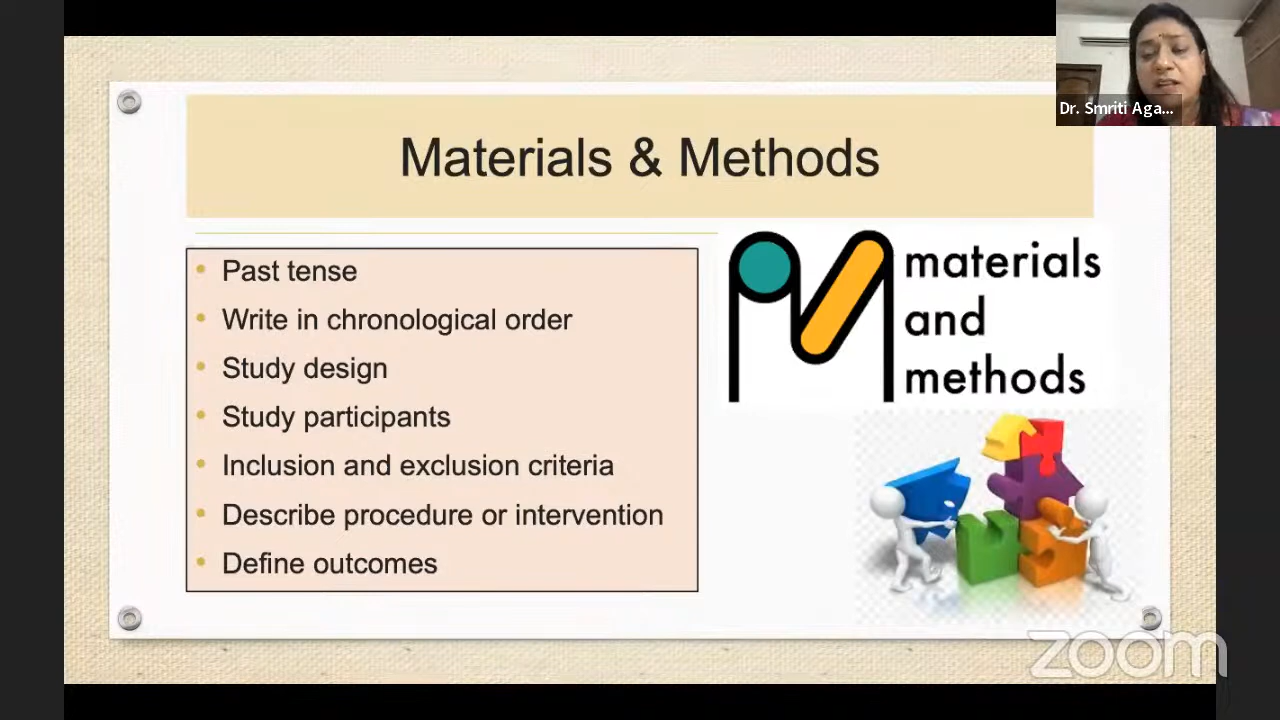 Dr. Smriti Aga...
Materials & Methods
Past tense
Write in chronological order
Study design
Study participants
Inclusion and exclusion criteria
Describe procedure or intervention
Define outcomes
materials
and
methods
zoom